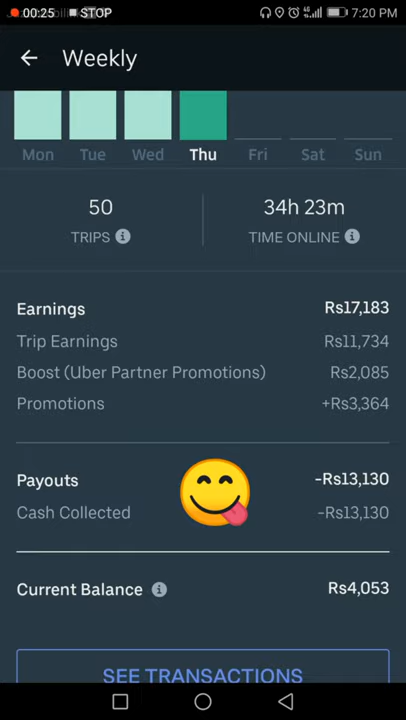 00:25 STOP 7:20 PM
Weekly
Mon Tue Wed Thu Fri Sat Sun
50 34h 23m
TRIPS TIME ONLINE
Earnings Rs17,183
Trip Earnings Rs11,734
Boost (Uber Partner Promotions) Rs2,085
Promotions +Rs3,364
Payouts -Rs13,130
Cash Collected -Rs13,130
Current Balance Rs4,053
SEE TRANSACTIONS